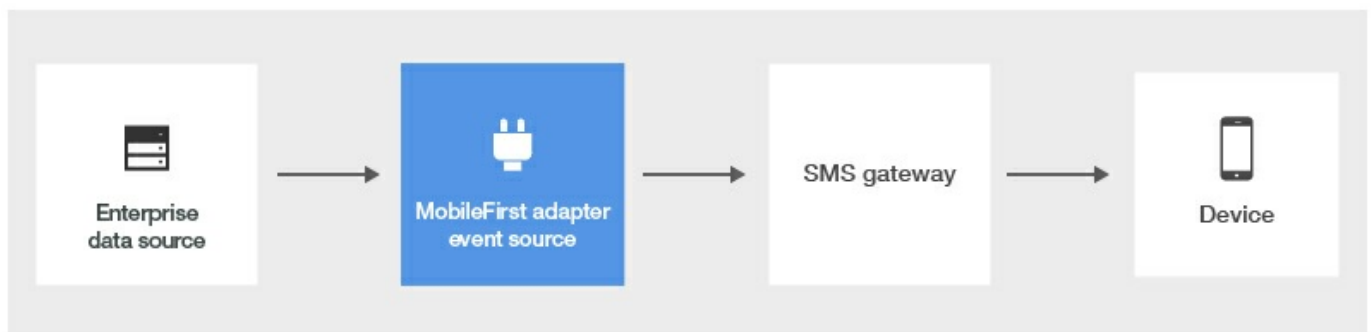 Enterprise
data source
MobileFirst adapter
event source
SMS gateway
Device